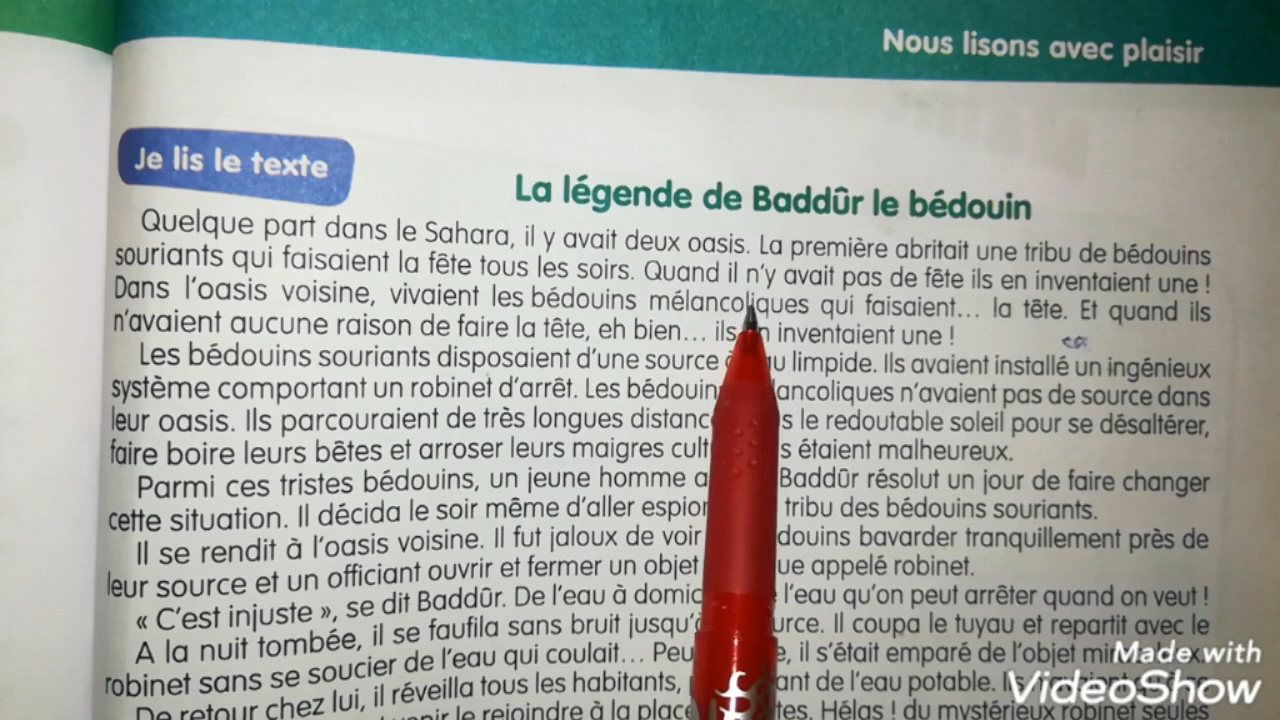 Nous lisons avec plaisir
Je lis le texte
La légende de Baddûr le bédouin
Quelque part dans le Sahara, il y avait deux oasis. La première abritait une tribu de bédouins
souriants qui faisaient la fête tous les soirs. Quand il n'y avait pas de fête ils en inventaient une !
Dans l'oasis voisine, vivaient les bédouins mélancoliques qui faisaient... la tête. Et quand ils
n'avaient aucune raison de faire la tête, eh bien... ils inventaient une !
Les bédouins souriants disposaient d'une source limpide. Ils avaient installé un ingénieux
système comportant un robinet d'arrêt. Les n'avaient pas de source dans
leur oasis. Ils parcouraient de très longues le redoutable soleil pour se désaltérer,
faire boire leurs bêtes et arroser leurs maigres étaient malheureux.
Parmi ces tristes bédouins, un jeune homme Baddûr résolut un jour de faire changer
cette situation. Il décida le soir même d'aller tribu des bédouins souriants.
Il se rendit à l'oasis voisine. Il fut jaloux de voir bavarder tranquillement près de
leur source et un officiant ouvrir et fermer un objet appelé robinet.
« C'est injuste », se dit Baddûr. De l'eau à l'eau qu'on peut arrêter quand on veut !
A la nuit tombée, il se faufila sans bruit Il coupa le tuyau et repartit avec le
robinet sans se soucier de l'eau qui coulait... il s'était emparé de l'objet
De retour chez lui, il réveilla tous les habitants, de l'eau potable.
le rejoindre à la Hélas ! du mystérieux robinet seules
Made with
VideoShow